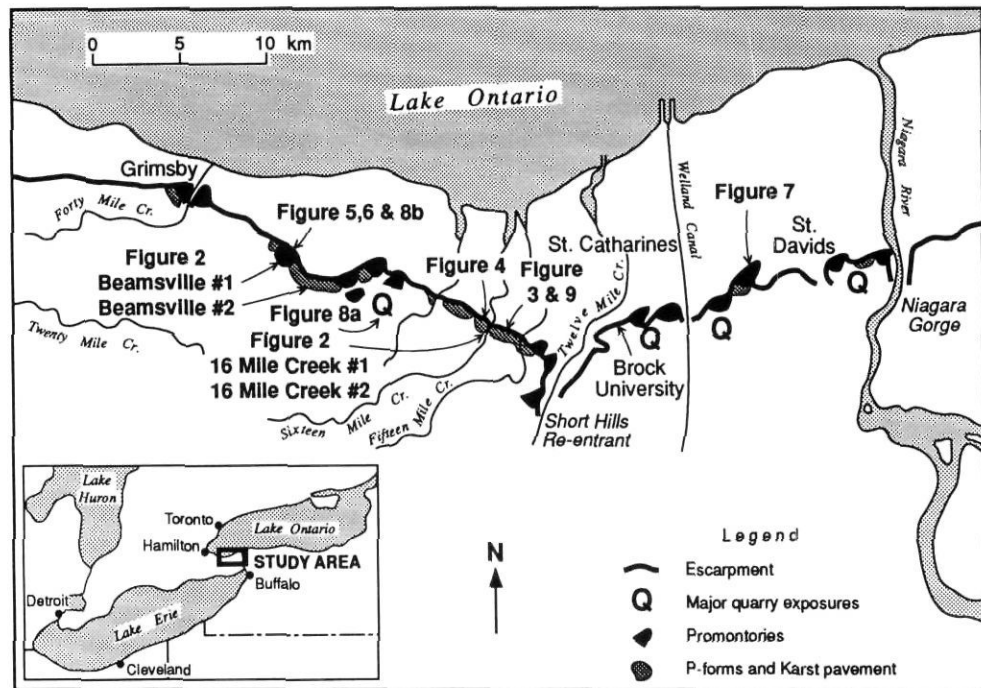 0 5 10 km
Lake Ontario
Grimsby
Forty Mile Cr.
Figure 5,6 & 8b
Figure 2
Beamsville #1
Beamsville #2
Twenty Mile Cr.
Figure 8a
Q
Figure 2
16 Mile Creek #1
16 Mile Creek #2
Figure 4
Figure
3 & 9
Sixteen Mile Cr.
Fifteen Mile Cr.
St. Catharines
Twelve Mile Cr.
Welland Canal
Figure 7
St.
Davids
Niagara River
Q
Q
Q
Brock
University
Niagara
Gorge
Short Hills
Re-entrant
Lake
Huron
Toronto
Lake Ontario
Hamilton
STUDY AREA
Buffalo
Detroit
Lake Erie
Cleveland
N
Legend
Escarpment
Q Major quarry exposures
Promontories
P-forms and Karst pavement